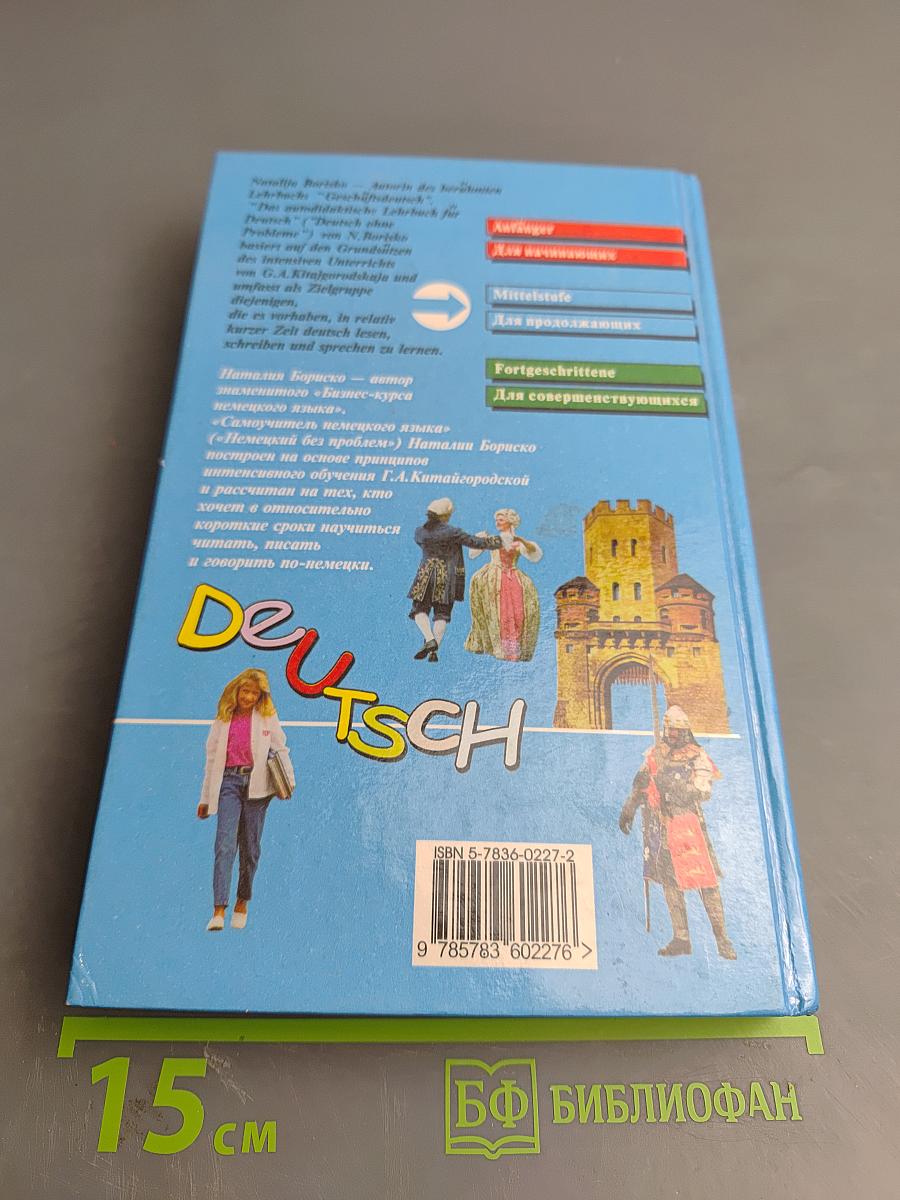 Natalija Borisko — Autorin des berühmten
Lehrbuchs "Geschäftsdeutsch".
"Das autodidaktische Lehrbuch für
Deutsch" ("Deutsch ohne
Probleme") von N.Borisko
basiert auf den Grundsätzen
des intensiven Unterrichts
von G.A.Kitajgorodskaja und
umfasst als Zielgruppe
diejenigen,
die es vorhaben, in relativ
kurzer Zeit deutsch lesen,
schreiben und sprechen zu lernen.
Anfänger
Для начинающих
Mittelstufe
Для продолжающих
Fortgeschrittene
Для совершенствующихся
Наталия Бориско — автор
знаменитого «Бизнес-курса
немецкого языка».
«Самоучитель немецкого языка»
(«Немецкий без проблем») Наталии Бориско
построен на основе принципов
интенсивного обучения Г.А.Китайгородской
и рассчитан на тех, кто
хочет в относительно
короткие сроки научиться
читать, писать
и говорить по-немецки.
DeUTSCH
ISBN 5-7836-0227-2
9 785783 602276 >
15 см
БФ БИБЛИОФАН